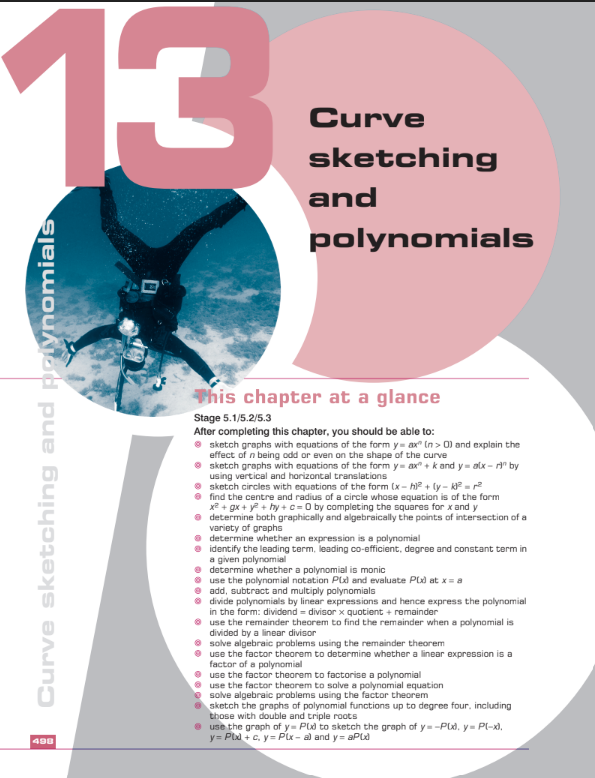 13
Curve
sketching
and
polynomials
Curve sketching and polynomials
This chapter at a glance
Stage 5.1/5.2/5.3
After completing this chapter, you should be able to:
sketch graphs with equations of the form y = axⁿ (n > 0) and explain the
effect of n being odd or even on the shape of the curve
sketch graphs with equations of the form y = axⁿ + k and y = a(x – r)ⁿ by
using vertical and horizontal translations
sketch circles with equations of the form (x – h)² + (y – k)² = r²
find the centre and radius of a circle whose equation is of the form
x² + gx + y² + hy + c = 0 by completing the squares for x and y
determine both graphically and algebraically the points of intersection of a
variety of graphs
determine whether an expression is a polynomial
identify the leading term, leading co-efficient, degree and constant term in
a given polynomial
determine whether a polynomial is monic
use the polynomial notation P(x) and evaluate P(x) at x = a
add, subtract and multiply polynomials
divide polynomials by linear expressions and hence express the polynomial
in the form: dividend = divisor × quotient + remainder
use the remainder theorem to find the remainder when a polynomial is
divided by a linear divisor
solve algebraic problems using the remainder theorem
use the factor theorem to determine whether a linear expression is a
factor of a polynomial
use the factor theorem to factorise a polynomial
use the factor theorem to solve a polynomial equation
solve algebraic problems using the factor theorem
sketch the graphs of polynomial functions up to degree four, including
those with double and triple roots
use the graph of y = P(x) to sketch the graph of y = –P(x), y = P(–x),
y = P(x) + c, y = P(x – a) and y = aP(x)
498